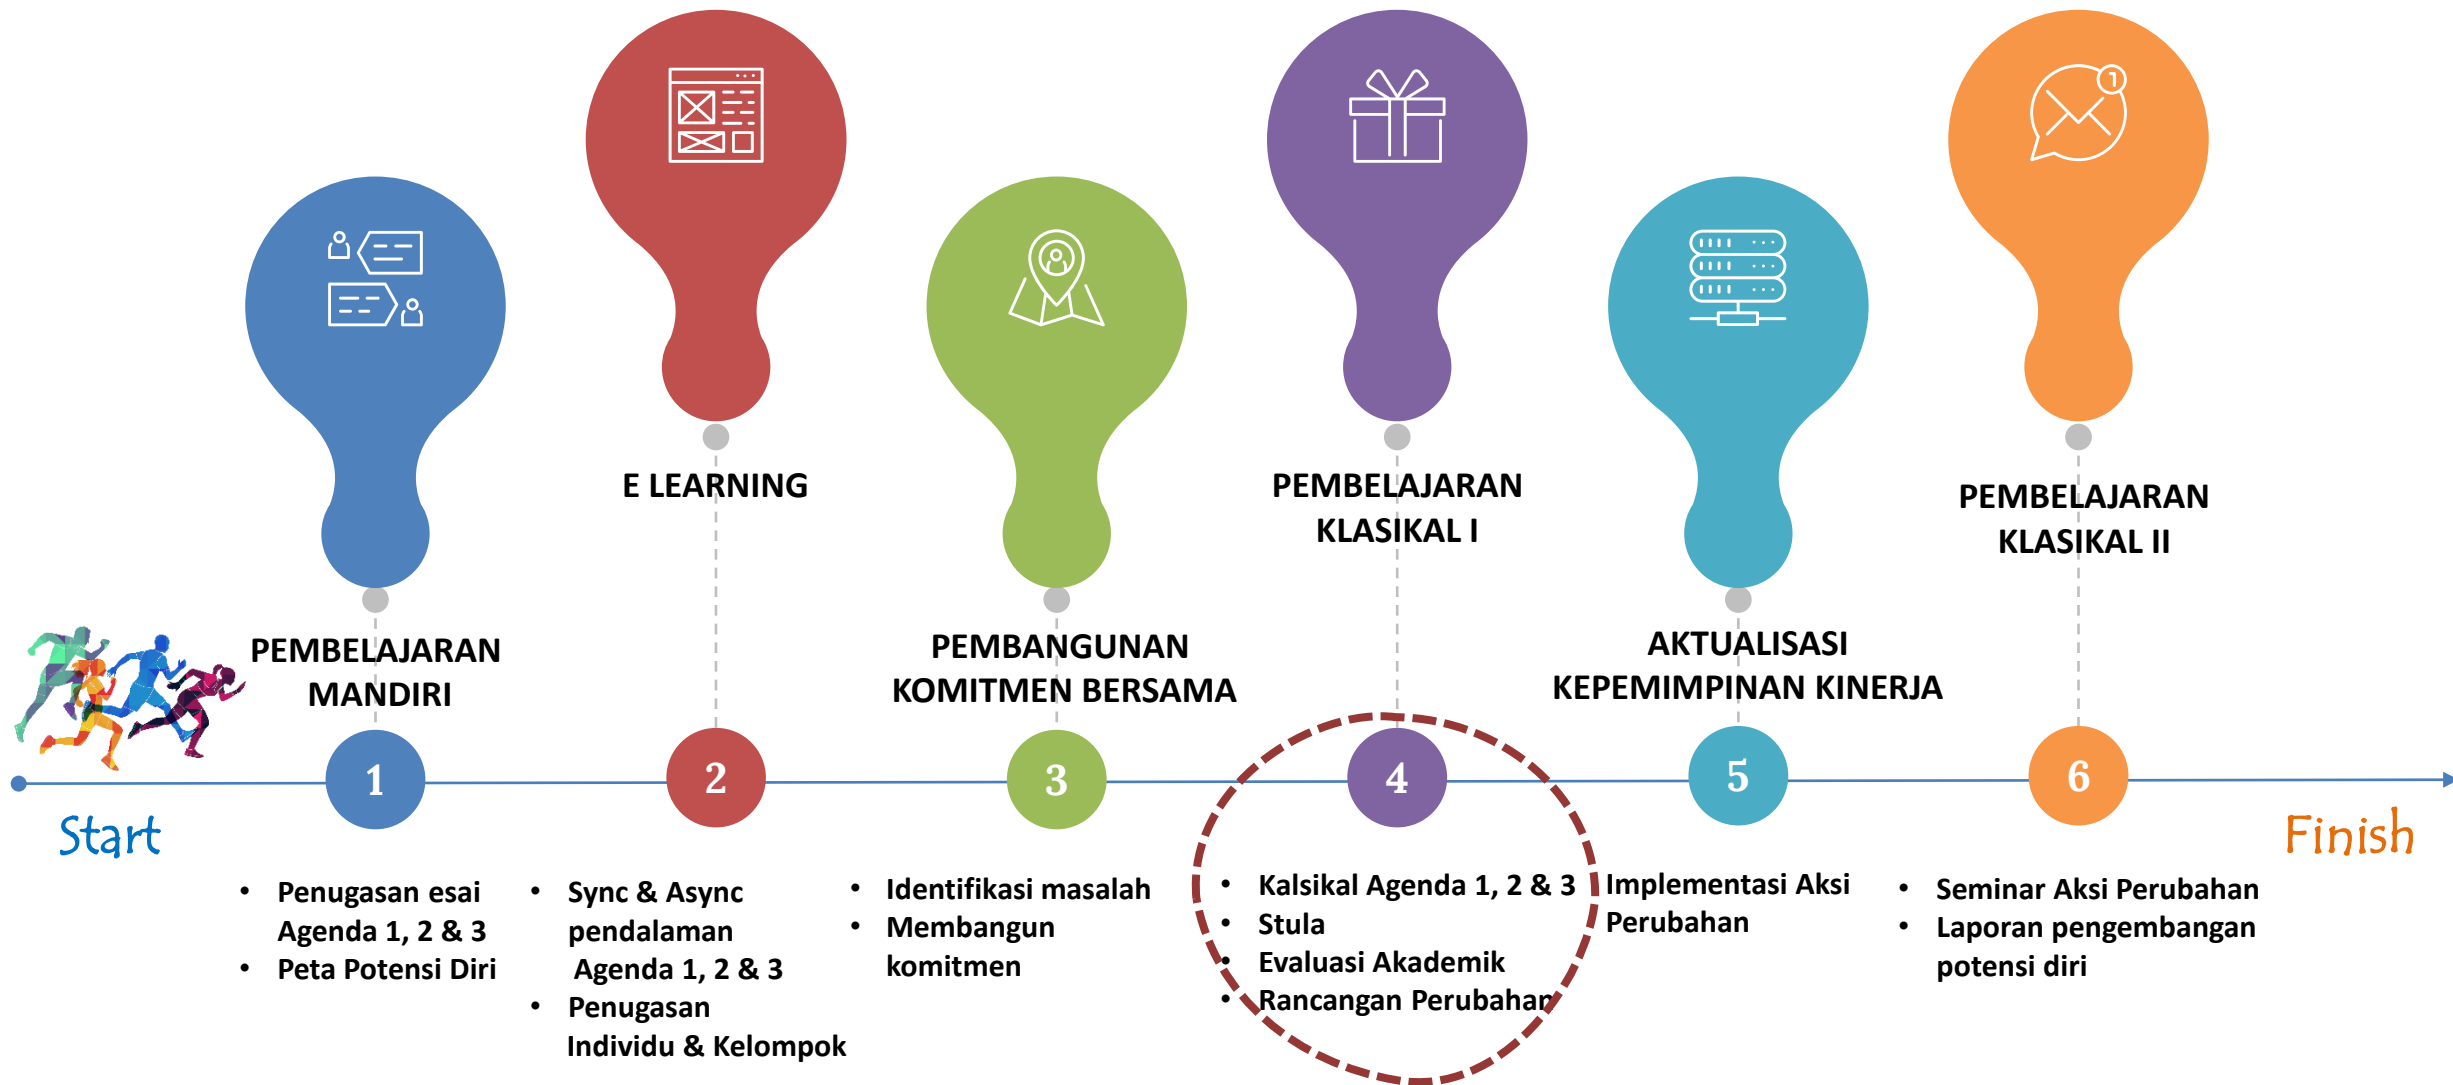 E LEARNING
PEMBELAJARAN
KLASIKAL I
PEMBELAJARAN
KLASIKAL II
PEMBELAJARAN
MANDIRI
PEMBANGUNAN
KOMITMEN BERSAMA
AKTUALISASI
KEPEMIMPINAN KINERJA
1
2
3
4
5
6
Start
Finish
• Penugasan esai
Agenda 1, 2 & 3
• Peta Potensi Diri
• Sync & Async
pendalaman
Agenda 1, 2 & 3
• Penugasan
Individu & Kelompok
• Identifikasi masalah
• Membangun
komitmen
• Kalsikal Agenda 1, 2 & 3
• Stula
• Evaluasi Akademik
• Rancangan Perubahan
Implementasi Aksi
Perubahan
• Seminar Aksi Perubahan
• Laporan pengembangan
potensi diri
1